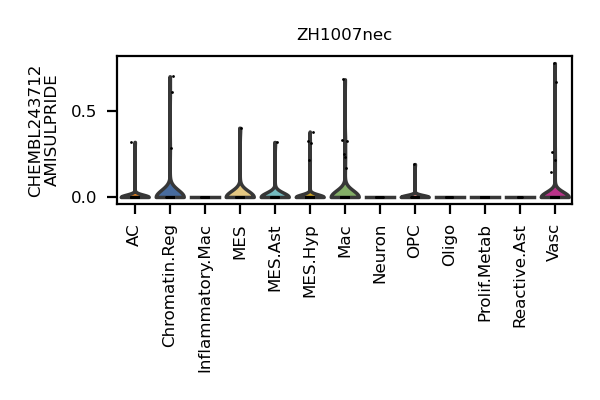 ZH1007nec
CHEMBL243712
AMISULPRIDE
0.5
0.0
AC
Chromatin.Reg
Inflammatory.Mac
MES
MES.Ast
MES.Hyp
Mac
Neuron
OPC
Oligo
Prolif.Metab
Reactive.Ast
Vasc